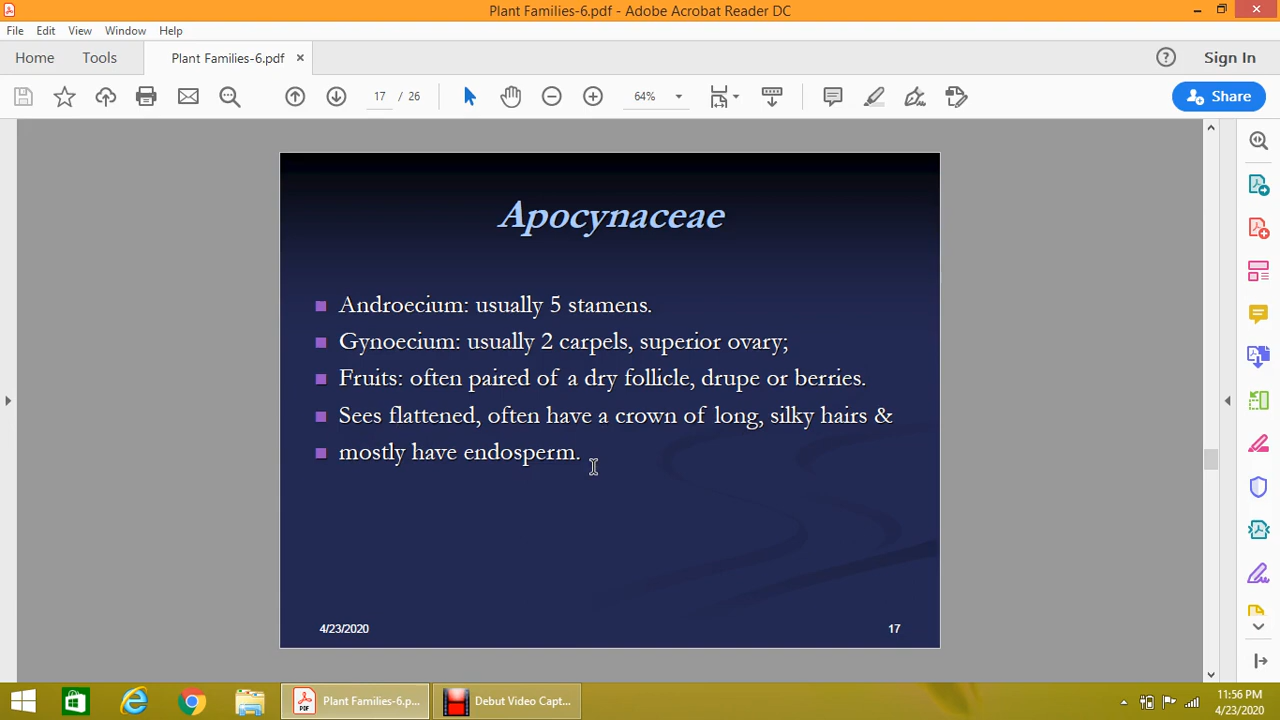 Plant Families-6.pdf - Adobe Acrobat Reader DC
File Edit View Window Help
Home Tools Plant Families-6.pdf × Sign In
17 / 26 64% Share
Apocynaceae
Androecium: usually 5 stamens.
Gynoecium: usually 2 carpels, superior ovary;
Fruits: often paired of a dry follicle, drupe or berries.
Sees flattened, often have a crown of long, silky hairs &
mostly have endosperm.
4/23/2020 17
Plant Families-6.p... Debut Video Capt... 11:56 PM
4/23/2020